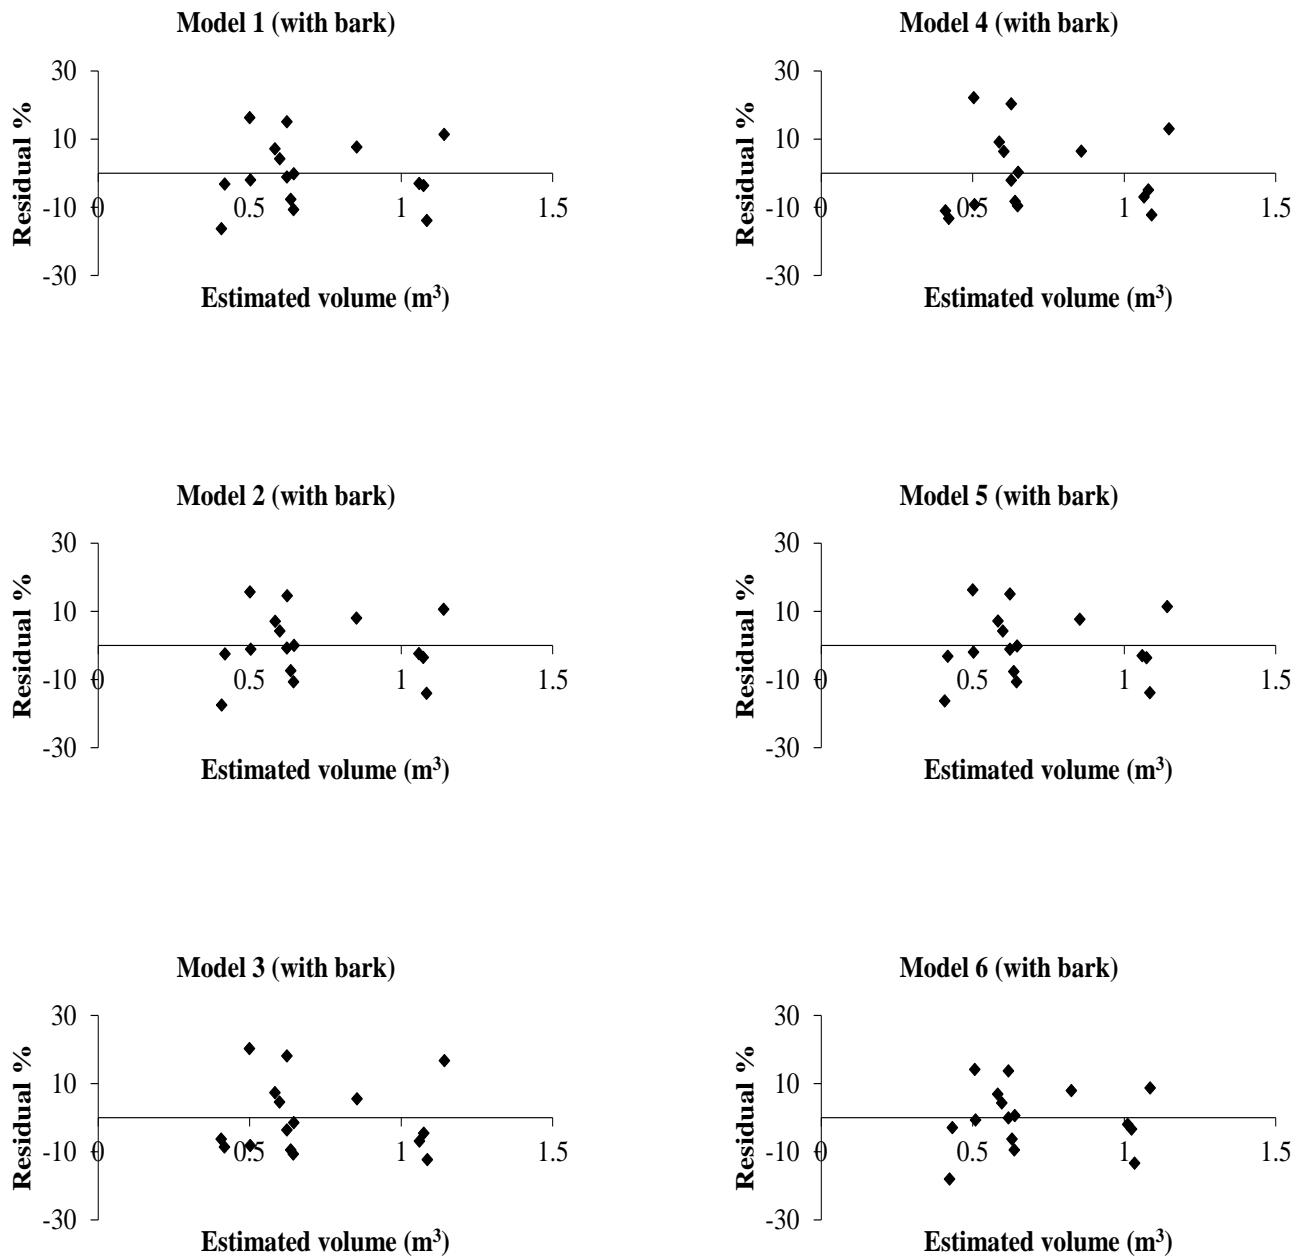 Model 1 (with bark)
30
10
-10
-30
0
0.5
1
1.5
Residual %
Estimated volume (m³)
Model 4 (with bark)
30
10
-10
-30
0
0.5
1
1.5
Residual %
Estimated volume (m³)
Model 2 (with bark)
30
10
-10
-30
0
0.5
1
1.5
Residual %
Estimated volume (m³)
Model 5 (with bark)
30
10
-10
-30
0
0.5
1
1.5
Residual %
Estimated volume (m³)
Model 3 (with bark)
30
10
-10
-30
0
0.5
1
1.5
Residual %
Estimated volume (m³)
Model 6 (with bark)
30
10
-10
-30
0
0.5
1
1.5
Residual %
Estimated volume (m³)